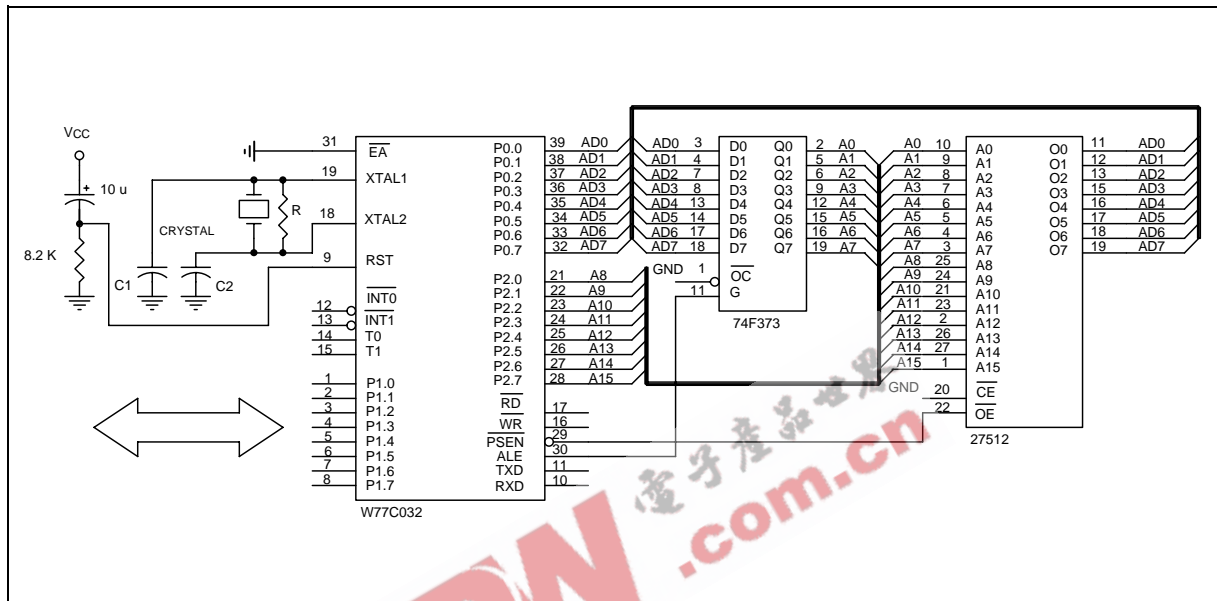 VCC
10 u
8.2 K
CRYSTAL
R
C1
C2
31 EA
19 XTAL1
18 XTAL2
9 RST
12 INT0
13 INT1
14 T0
15 T1
1 P1.0
2 P1.1
3 P1.2
4 P1.3
5 P1.4
6 P1.5
7 P1.6
8 P1.7
P0.0 39 AD0
P0.1 38 AD1
P0.2 37 AD2
P0.3 36 AD3
P0.4 35 AD4
P0.5 34 AD5
P0.6 33 AD6
P0.7 32 AD7
P2.0 21 A8
P2.1 22 A9
P2.2 23 A10
P2.3 24 A11
P2.4 25 A12
P2.5 26 A13
P2.6 27 A14
P2.7 28 A15
RD 17
WR 16
PSEN 29
ALE 30
TXD 11
RXD 10
W77C032
AD0 3 D0 Q0 2 A0
AD1 4 D1 Q1 5 A1
AD2 7 D2 Q2 6 A2
AD3 8 D3 Q3 9 A3
AD4 13 D4 Q4 12 A4
AD5 14 D5 Q5 15 A5
AD6 17 D6 Q6 16 A6
AD7 18 D7 Q7 19 A7
GND 1 OC
11 G
74F373
A0 10 A0 O0 11 AD0
A1 9 A1 O1 12 AD1
A2 8 A2 O2 13 AD2
A3 7 A3 O3 15 AD3
A4 6 A4 O4 16 AD4
A5 5 A5 O5 17 AD5
A6 4 A6 O6 18 AD6
A7 3 A7 O7 19 AD7
A8 25 A8
A9 24 A9
A10 21 A10
A11 23 A11
A12 2 A12
A13 26 A13
A14 27 A14
A15 1 A15
GND 20 CE
22 OE
27512
電子產品世界
.com.cn